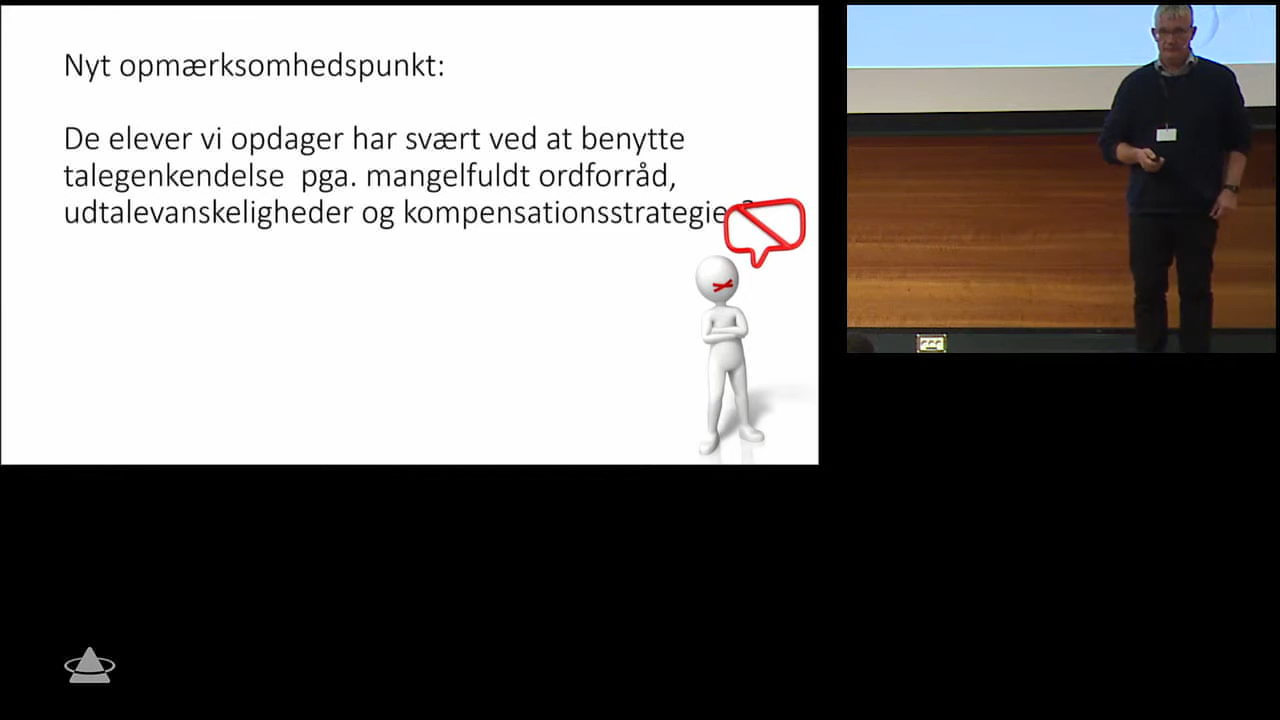 Nyt opmærksomhedspunkt:
De elever vi opdager har svært ved at benytte
talegenkendelse pga. mangelfuldt ordforråd,
udtalevanskeligheder og kompensationsstrategie